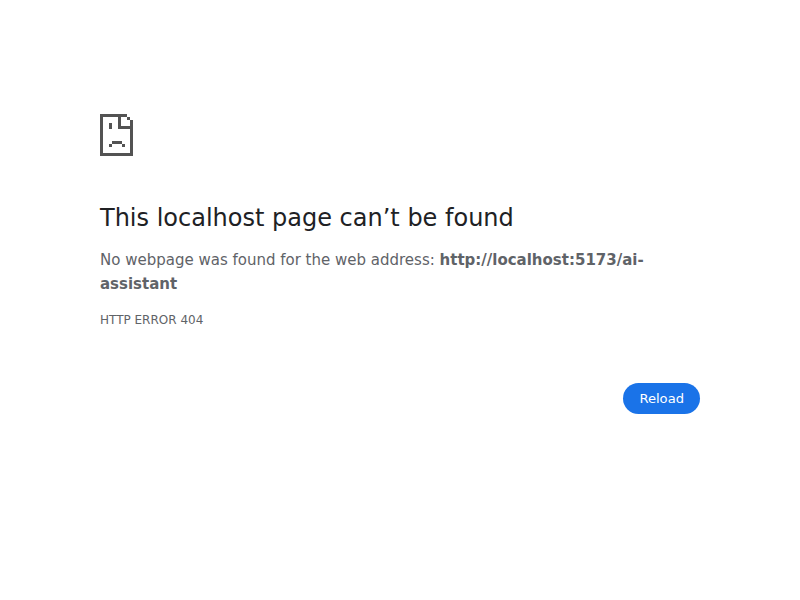 This localhost page can’t be found
No webpage was found for the web address: http://localhost:5173/ai-
assistant
HTTP ERROR 404
Reload